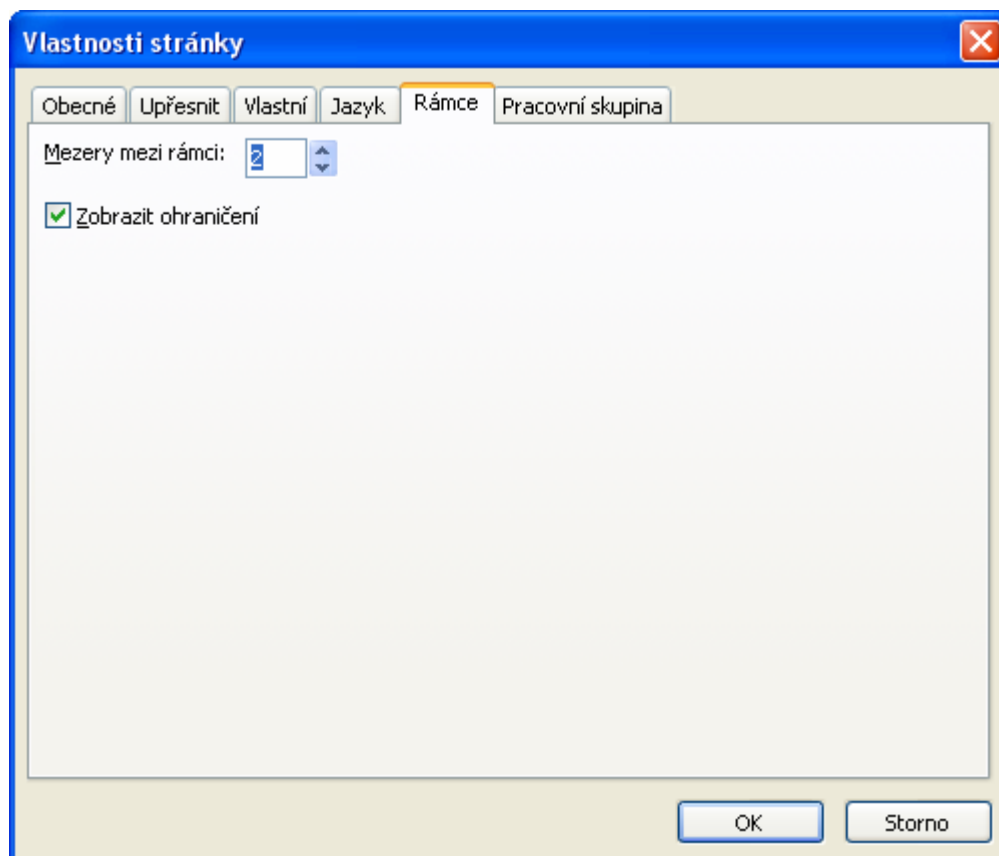 Vlastnosti stránky
Obecné Upřesnit Vlastní Jazyk Rámce Pracovní skupina
Mezery mezi rámci: 2
Zobrazit ohraničení
OK Storno